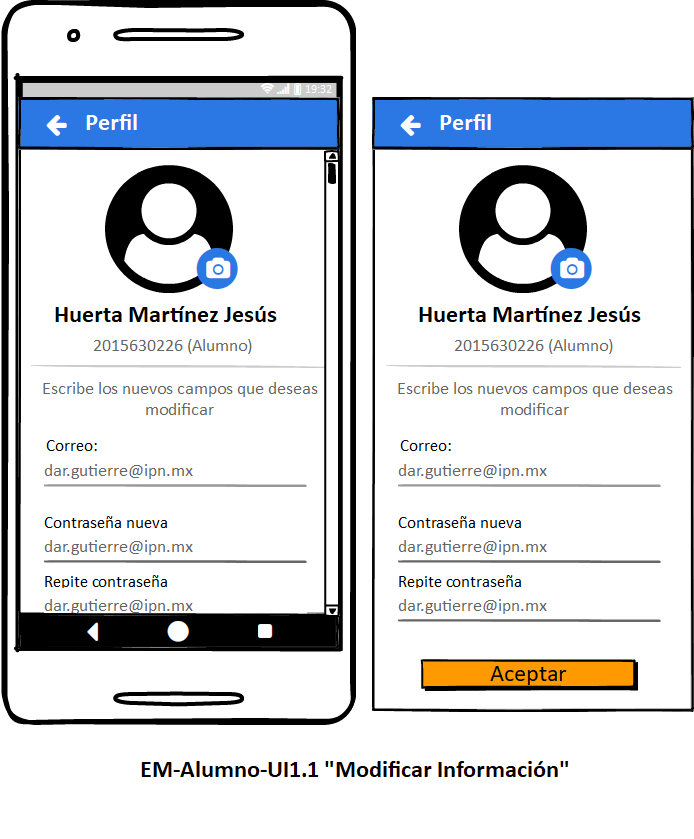 19:32
Perfil
Huerta Martínez Jesús
2015630226 (Alumno)
Escribe los nuevos campos que deseas
modificar
Correo:
dar.gutierre@ipn.mx
Contraseña nueva
dar.gutierre@ipn.mx
Repite contraseña
dar.gutierre@ipn.mx
Perfil
Huerta Martínez Jesús
2015630226 (Alumno)
Escribe los nuevos campos que deseas
modificar
Correo:
dar.gutierre@ipn.mx
Contraseña nueva
dar.gutierre@ipn.mx
Repite contraseña
dar.gutierre@ipn.mx
Aceptar
EM-Alumno-UI1.1 "Modificar Información"